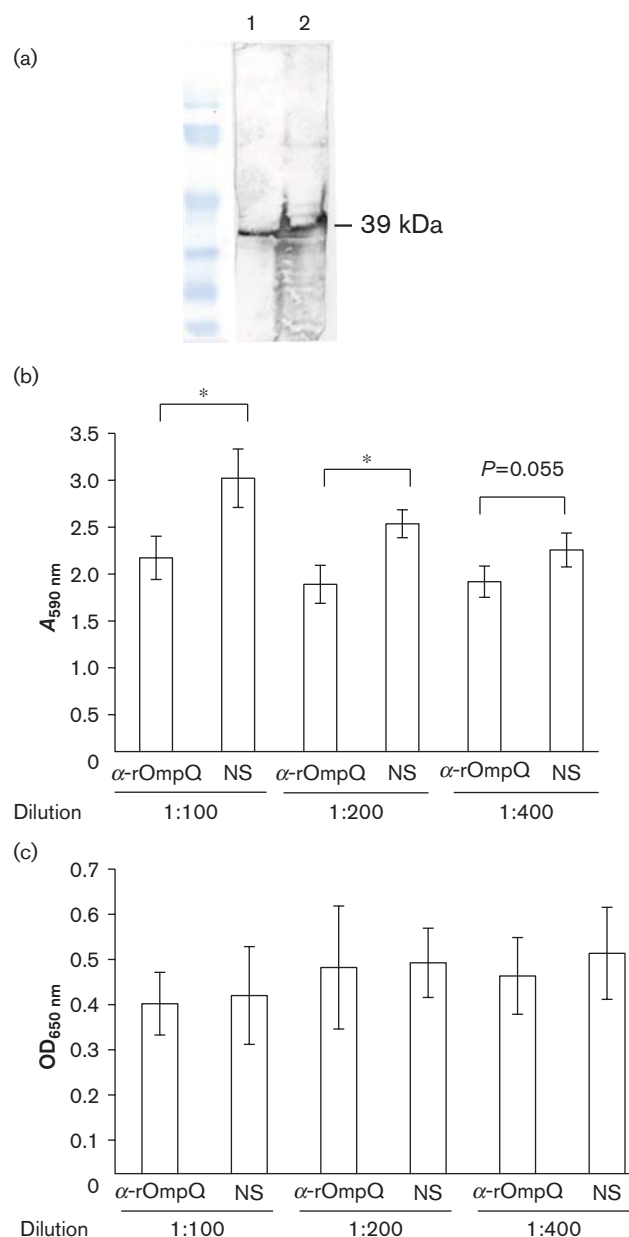 1 2
(a)
39 kDa
(b)
*
*
P=0.055
3.5
3.0
2.5
2.0
1.5
1.0
0.5
0
A590 nm
α-rOmpQ NS α-rOmpQ NS α-rOmpQ NS
Dilution 1:100 1:200 1:400
(c)
0.7
0.6
0.5
0.4
0.3
0.2
0.1
0
OD650 nm
α-rOmpQ NS α-rOmpQ NS α-rOmpQ NS
Dilution 1:100 1:200 1:400